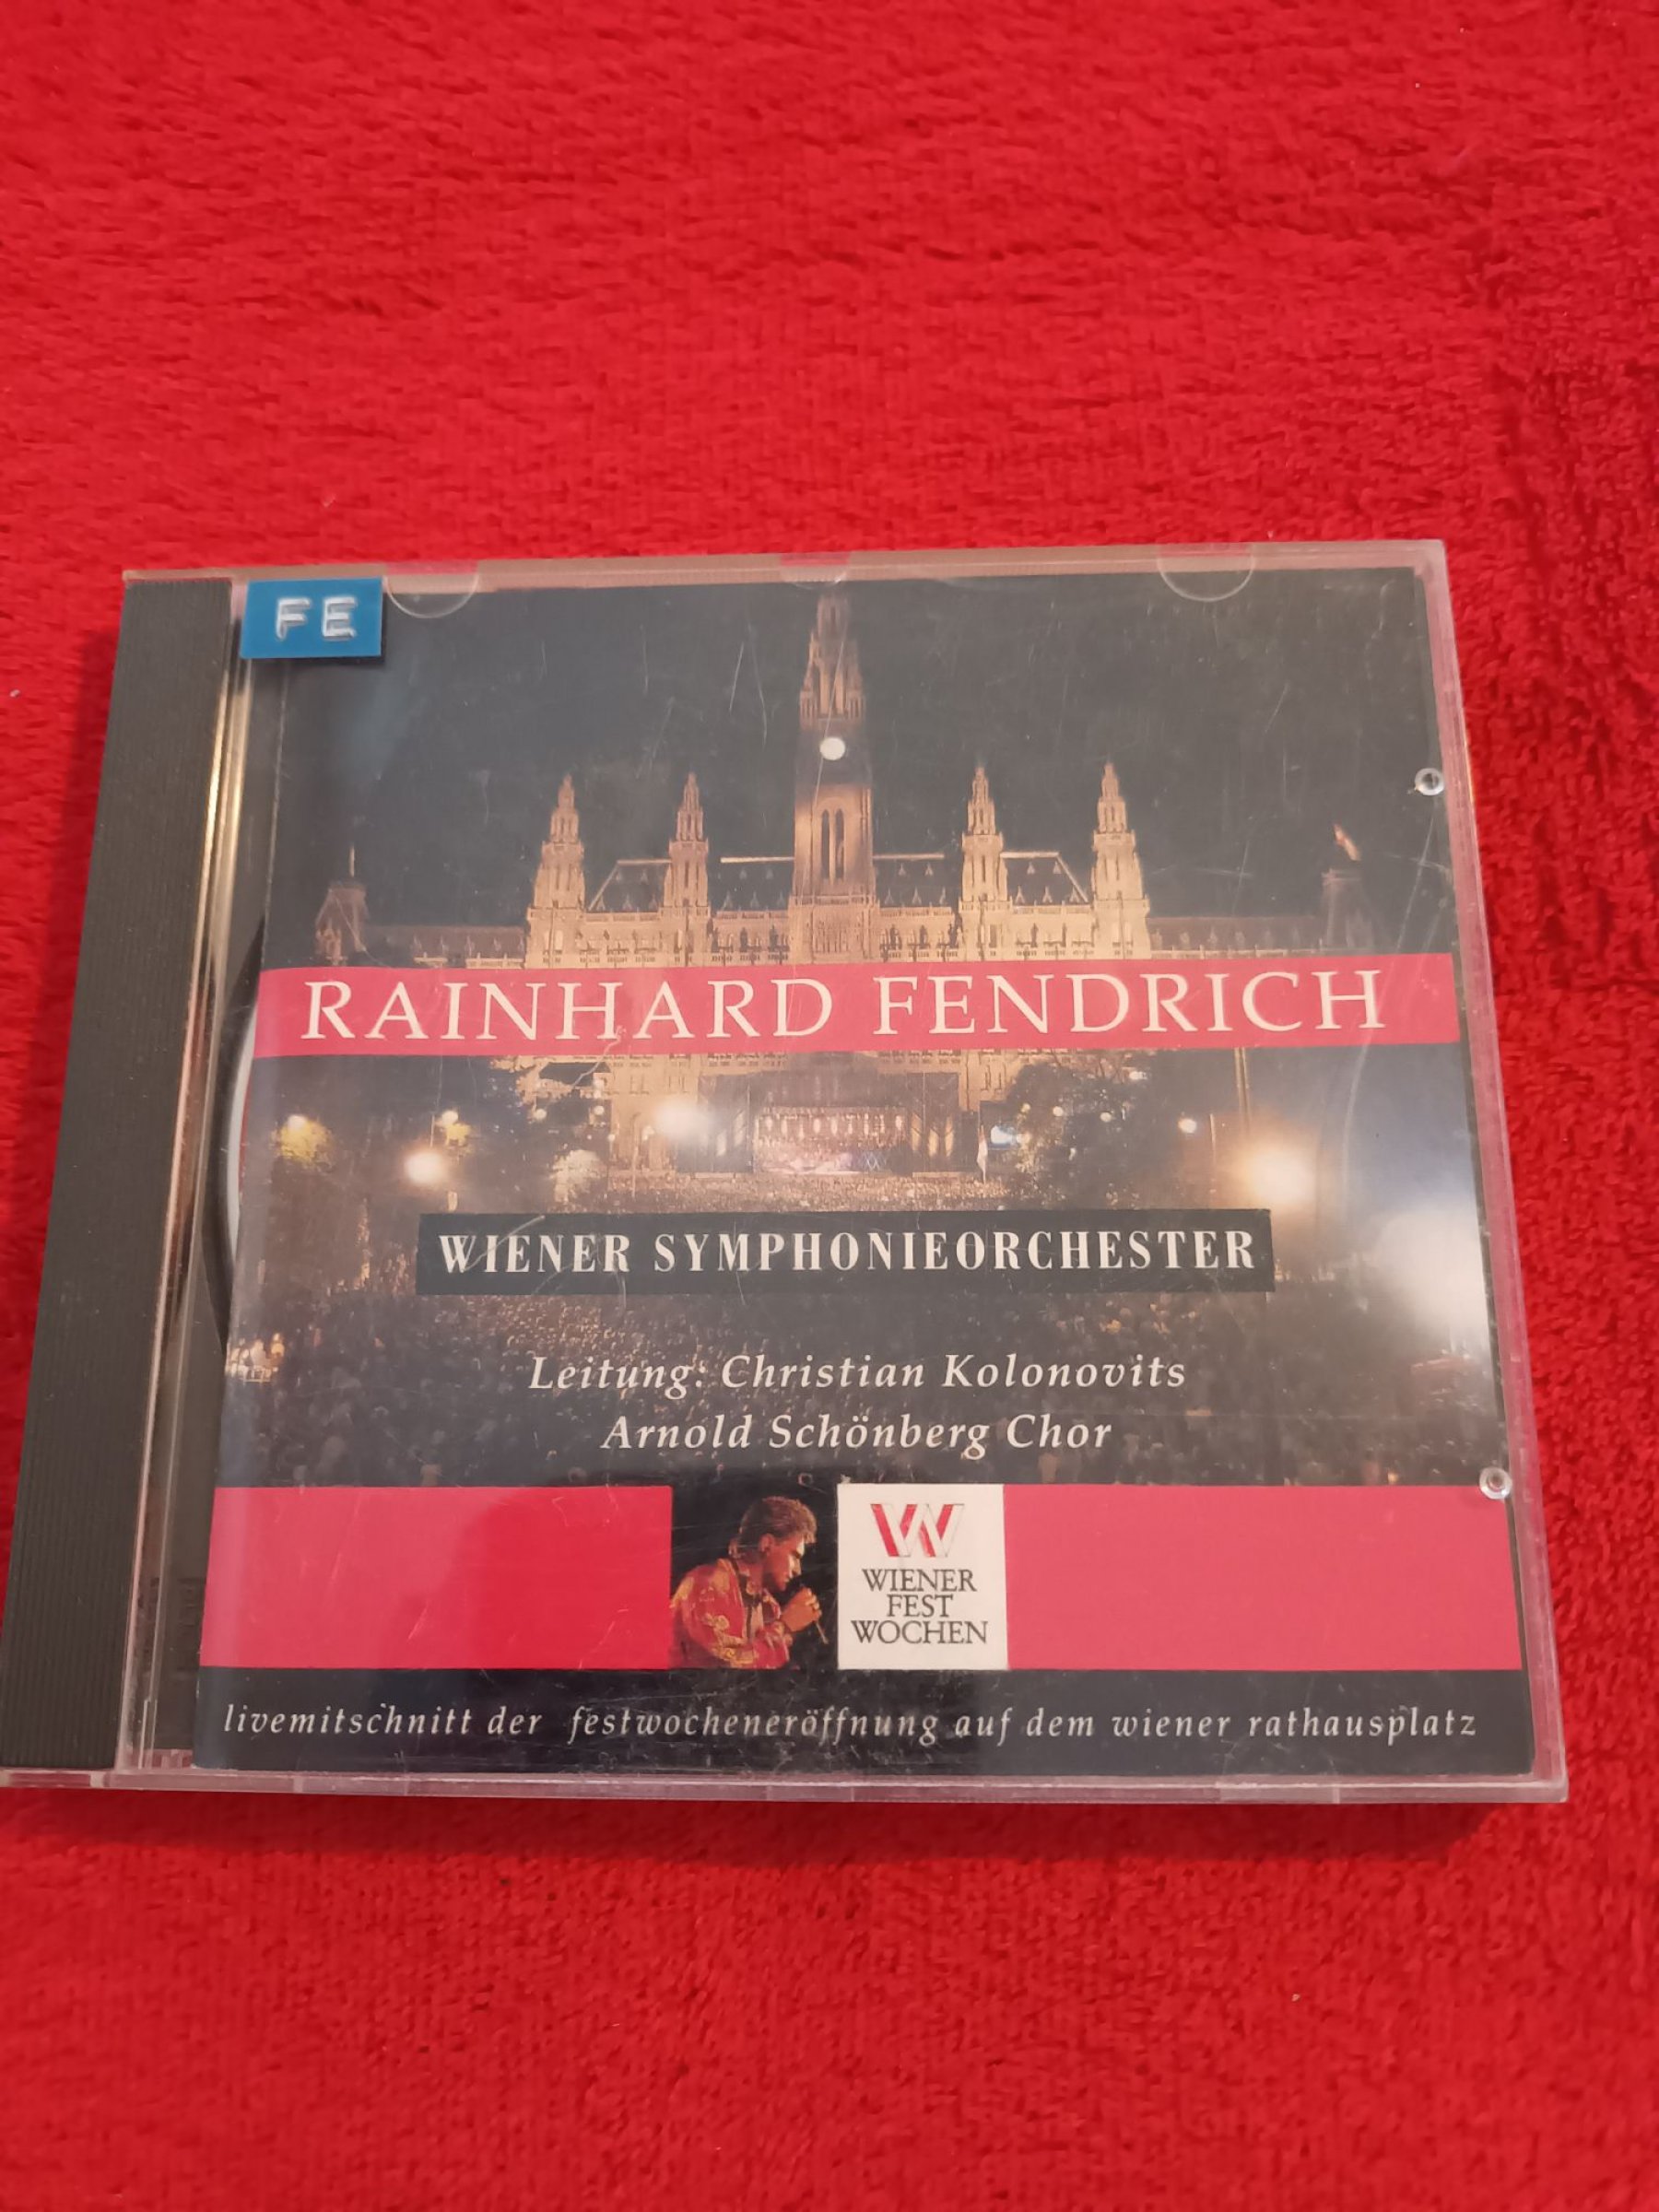 FE
RAINHARD FENDRICH
WIENER SYMPHONIEORCHESTER
Leitung: Christian Kolonovits
Arnold Schönberg Chor
W
WIENER
FEST
WOCHEN
livemitschnitt der festwocheneröffnung auf dem wiener rathausplatz